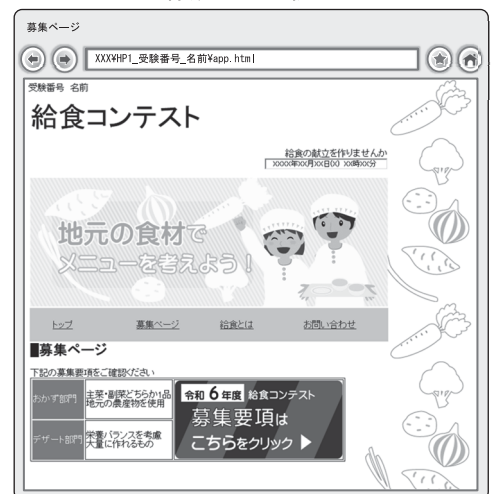 募集ページ
XXX¥HP1_受験番号_名前¥app.html
受験番号 名前
給食コンテスト
給食の献立を作りませんか
XXXX年XX月XX日(X) XX時XX分
地元の食材で
メニューを考えよう!
トップ 募集ページ 給食とは お問い合わせ
■募集ページ
下記の募集要項をご確認ください
おかず部門
主菜・副菜どちらか1品
地元の農産物を使用
デザート部門
栄養バランスを考慮
大量に作れるもの
令和6年度 給食コンテスト
募集要項は
こちらをクリック▶